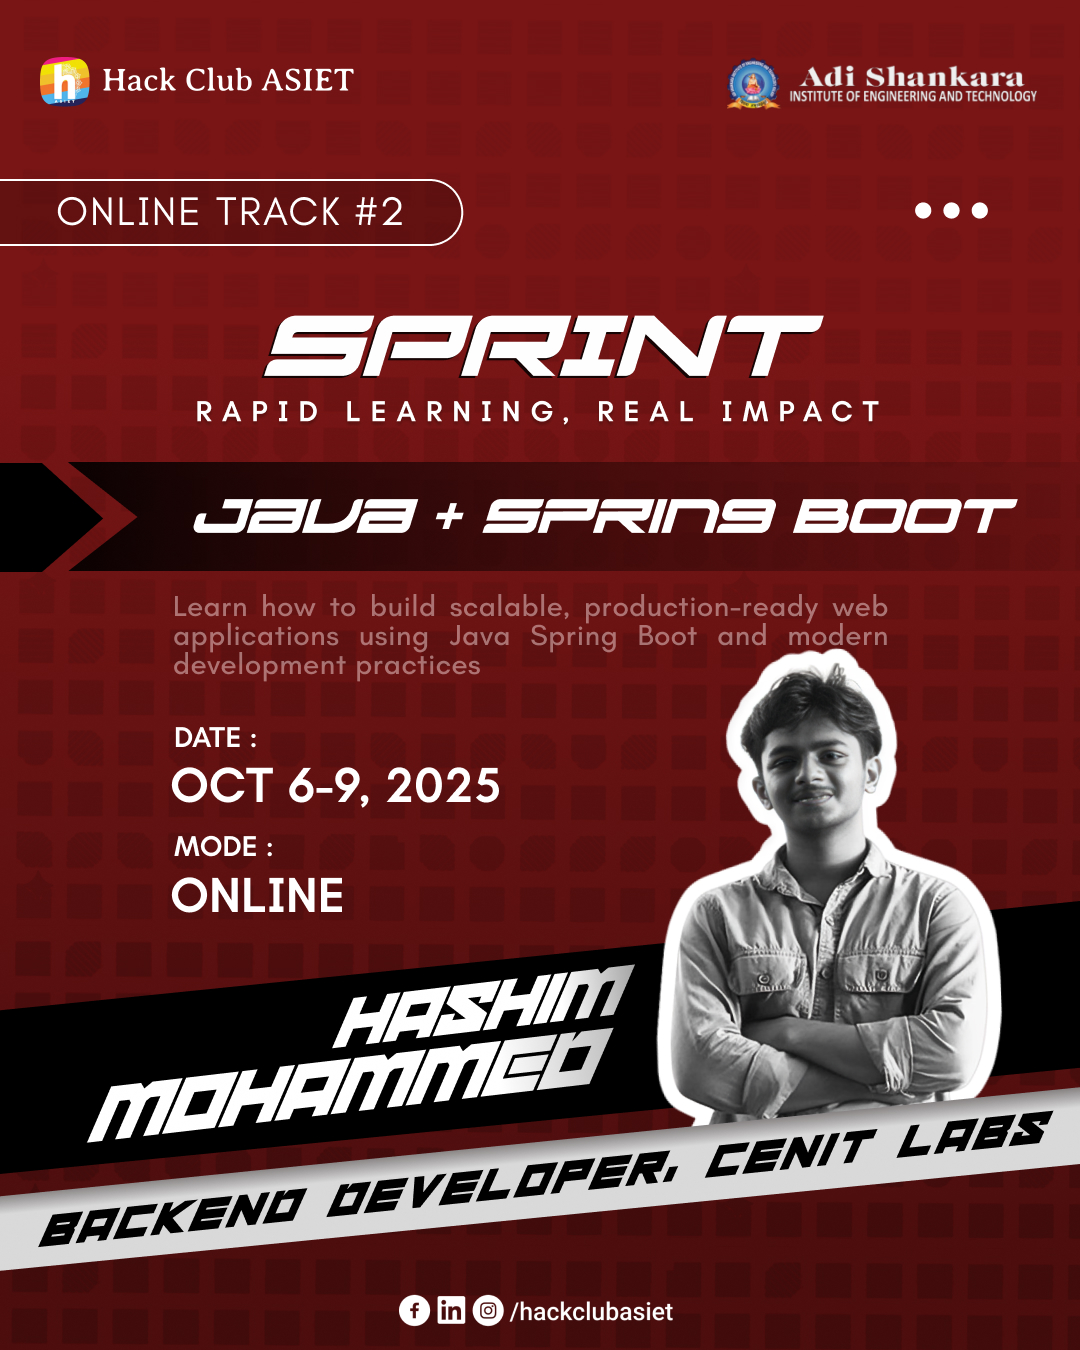 Hack Club ASIET
Adi Shankara
INSTITUTE OF ENGINEERING AND TECHNOLOGY
ONLINE TRACK #2
SPRINT
RAPID LEARNING, REAL IMPACT
JAVA + SPRING BOOT
Learn how to build scalable, production-ready web
applications using Java Spring Boot and modern
development practices
DATE :
OCT 6-9, 2025
MODE :
ONLINE
HASHIM
MOHAMMED
BACKEND DEVELOPER, CENIT LABS
/hackclubasiet